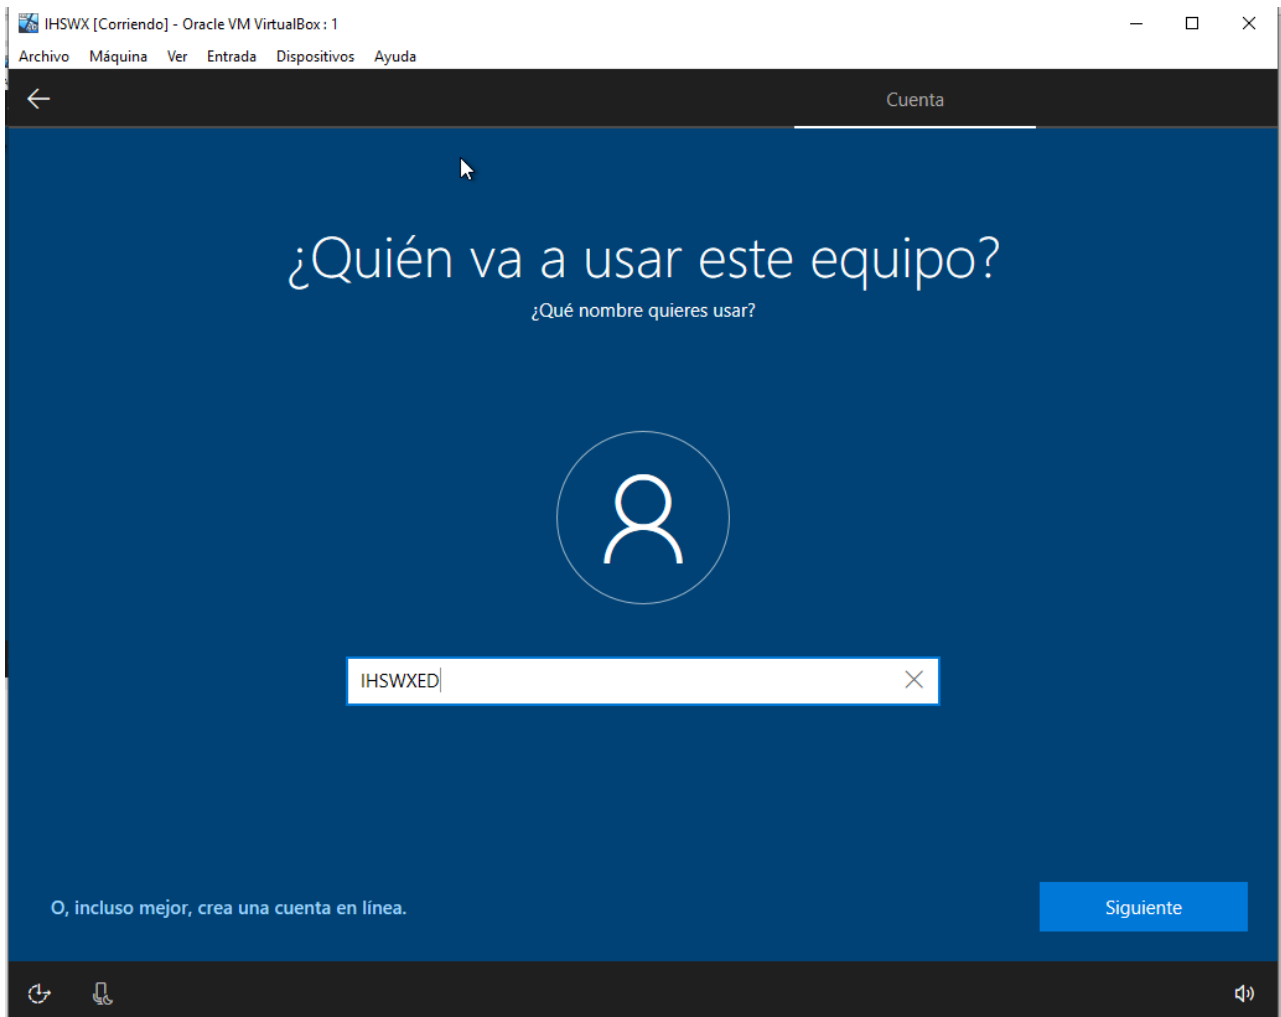 IHSWX [Corriendo] - Oracle VM VirtualBox : 1
Archivo Máquina Ver Entrada Dispositivos Ayuda
Cuenta
¿Quién va a usar este equipo?
¿Qué nombre quieres usar?
IHSWXED
O, incluso mejor, crea una cuenta en línea.
Siguiente